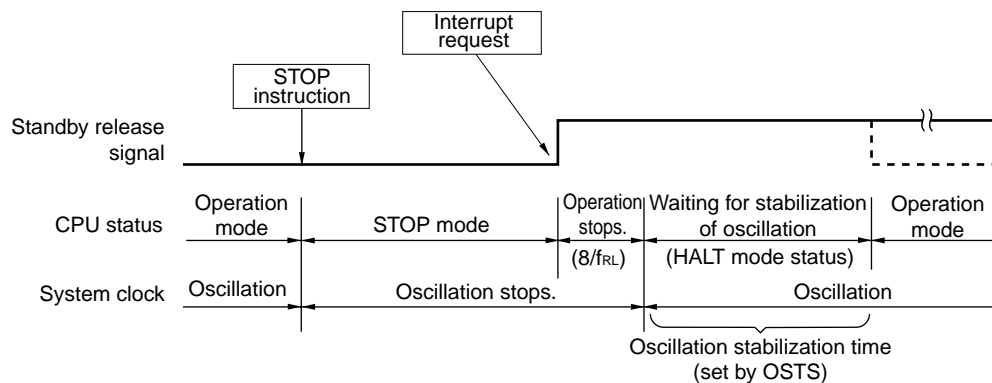 Interrupt
request
STOP
instruction
Standby release
signal
CPU status
Operation
mode
STOP mode
Operation
stops.
(8/fRL)
Waiting for stabilization
of oscillation
(HALT mode status)
Operation
mode
System clock
Oscillation
Oscillation stops.
Oscillation
Oscillation stabilization time
(set by OSTS)